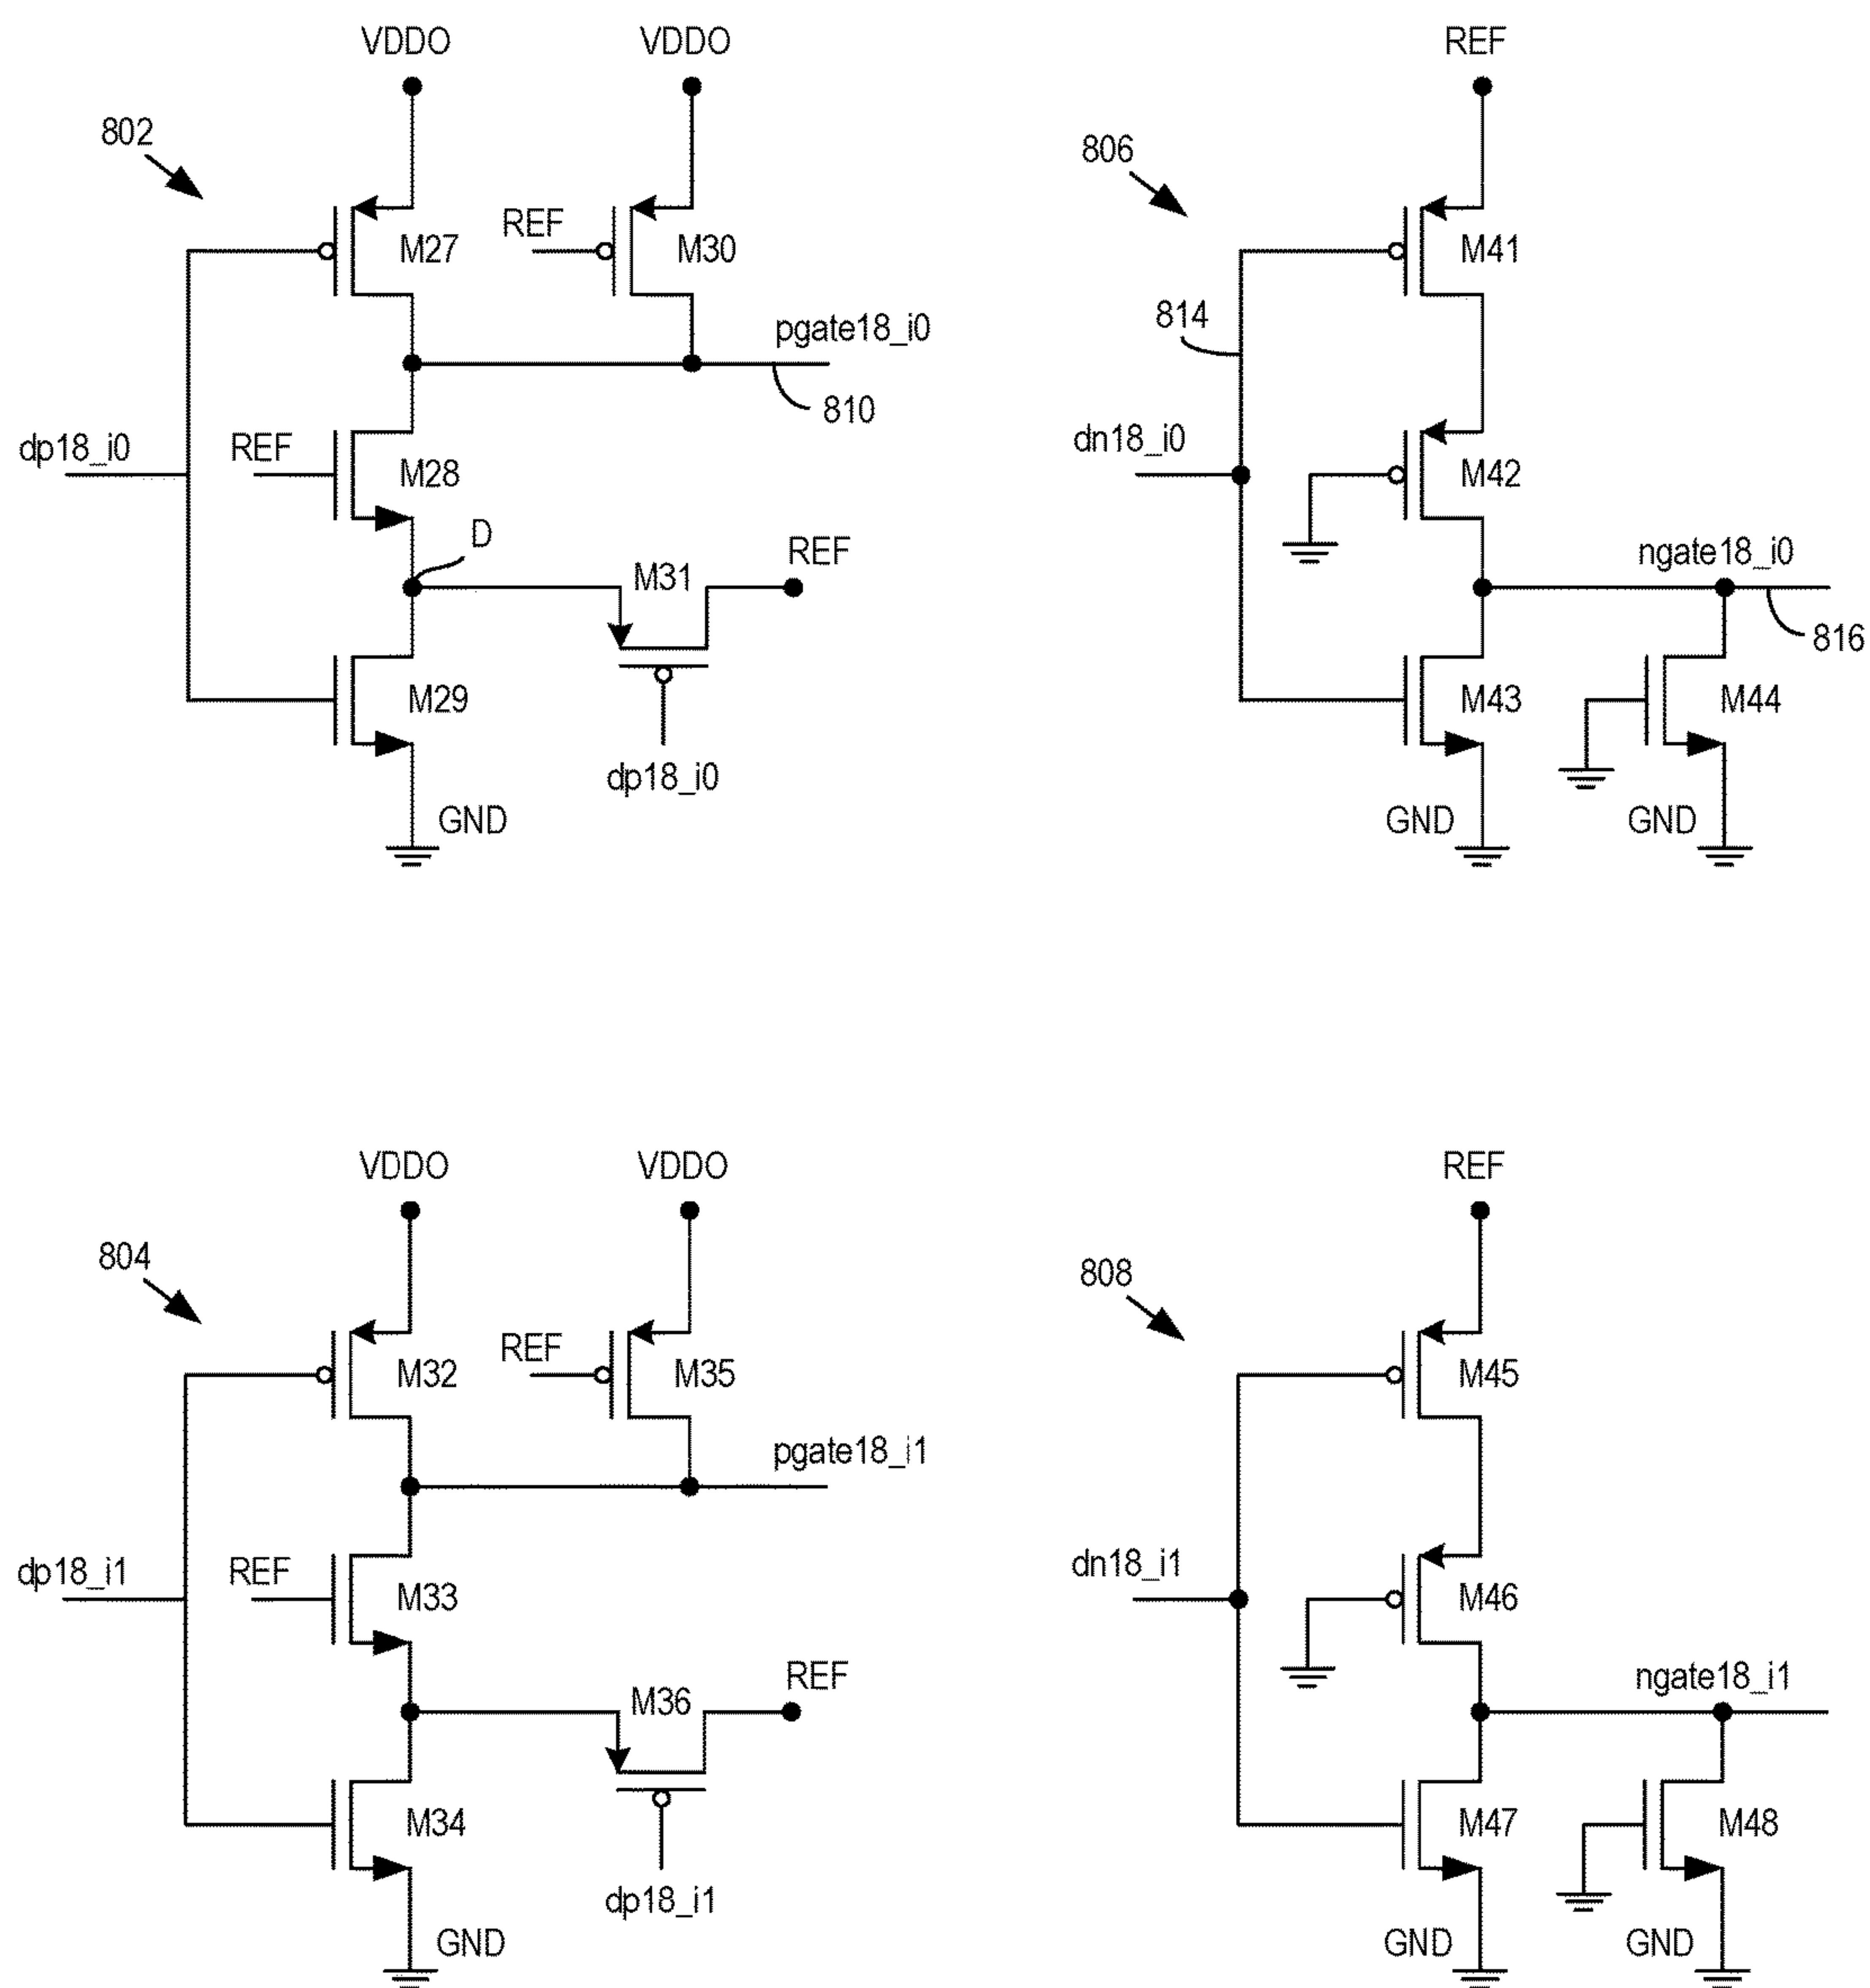 VDDO
VDDO
802
M27
REF
M30
pgate18_i0
810
dp18_i0
REF
M28
D
M31
REF
M29
dp18_i0
GND
REF
806
M41
814
dn18_i0
M42
ngate18_i0
816
M43
M44
GND
GND
VDDO
VDDO
804
M32
REF
M35
pgate18_i1
dp18_i1
REF
M33
M36
REF
M34
dp18_i1
GND
REF
808
M45
dn18_i1
M46
ngate18_i1
M47
M48
GND
GND